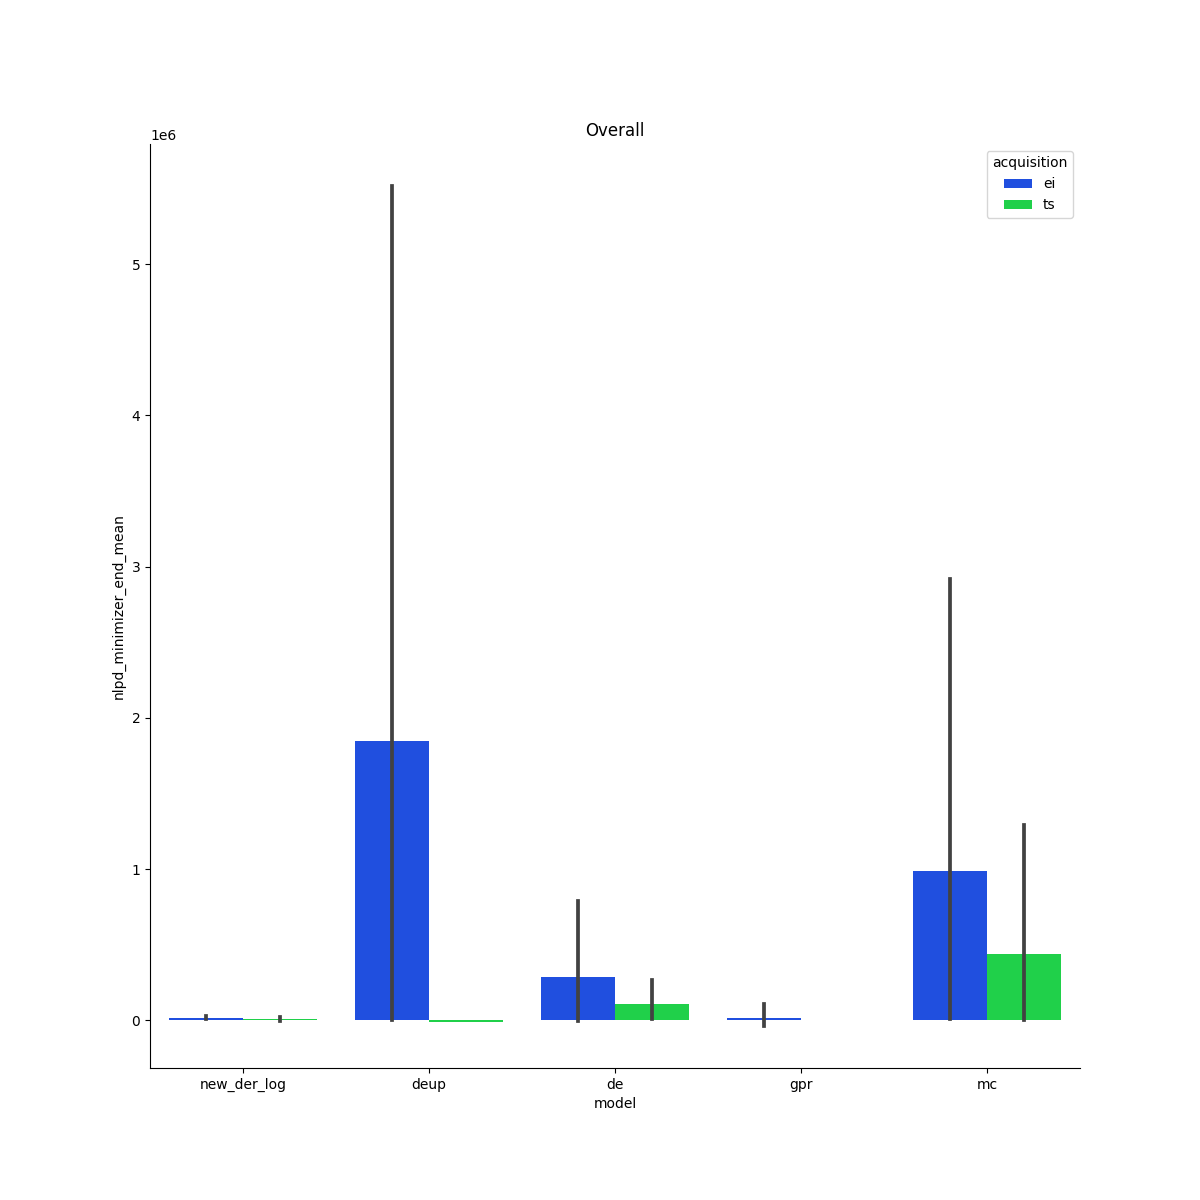 Overall
1e6
acquisition
ei
ts
5
4
3
2
1
0
nlpd_minimizer_end_mean
new_der_log deup de gpr mc
model